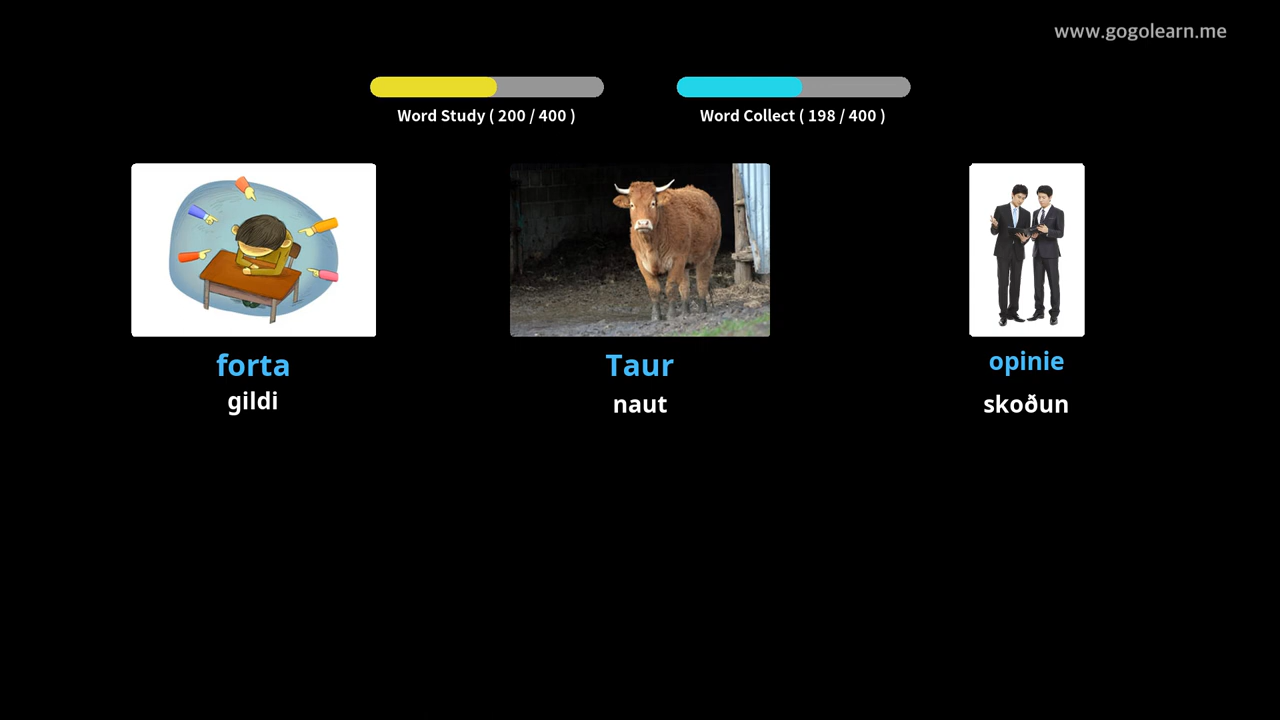 www.gogolearn.me
Word Study ( 200 / 400 )
Word Collect ( 198 / 400 )
forta
gildi
Taur
naut
opinie
skoðun